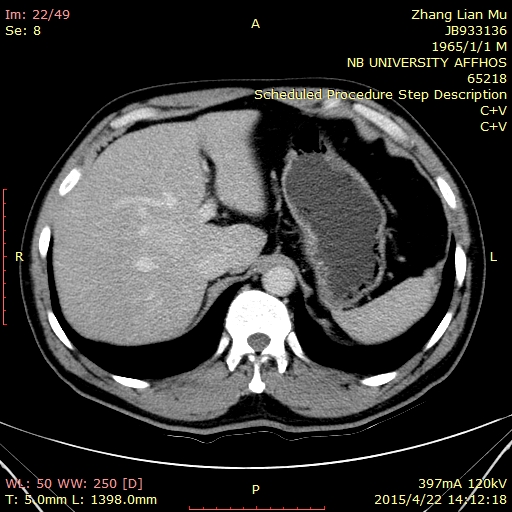 Im: 22/49
Se: 8
A
Zhang Lian Mu
JB933136
1965/1/1 M
NB UNIVERSITY AFFHOS
65218
Scheduled Procedure Step Description
C+V
C+V
R
L
WL: 50 WW: 250 [D]
T: 5.0mm L: 1398.0mm
P
397mA 120kV
2015/4/22 14:12:18